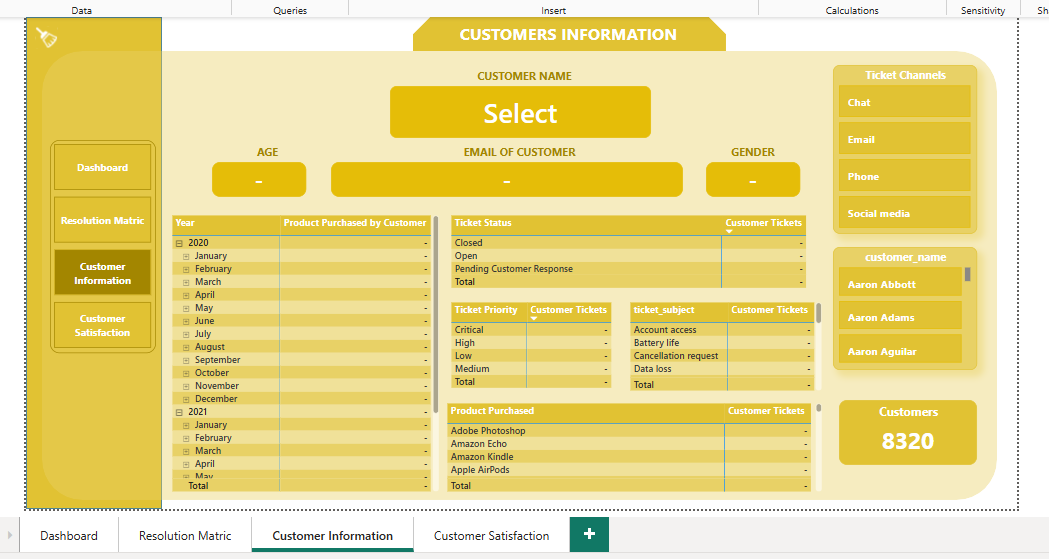 Data Queries Insert Calculations Sensitivity Sh
CUSTOMERS INFORMATION
CUSTOMER NAME
Select
AGE EMAIL OF CUSTOMER GENDER
- - -
Dashboard
Resolution Matric
Customer
Information
Customer
Satisfaction
Year Product Purchased by Customer
2020 -
January -
February -
March -
April -
May -
June -
July -
August -
September -
October -
November -
December -
2021 -
January -
February -
March -
April -
May -
Total -
Ticket Status Customer Tickets
Closed -
Open -
Pending Customer Response -
Total -
Ticket Priority Customer Tickets
Critical -
High -
Low -
Medium -
Total -
ticket_subject Customer Tickets
Account access -
Battery life -
Cancellation request -
Data loss -
Total -
Product Purchased Customer Tickets
Adobe Photoshop -
Amazon Echo -
Amazon Kindle -
Apple AirPods -
Total -
Ticket Channels
Chat
Email
Phone
Social media
customer_name
Aaron Abbott
Aaron Adams
Aaron Aguilar
Customers
8320
Dashboard Resolution Matric Customer Information Customer Satisfaction +